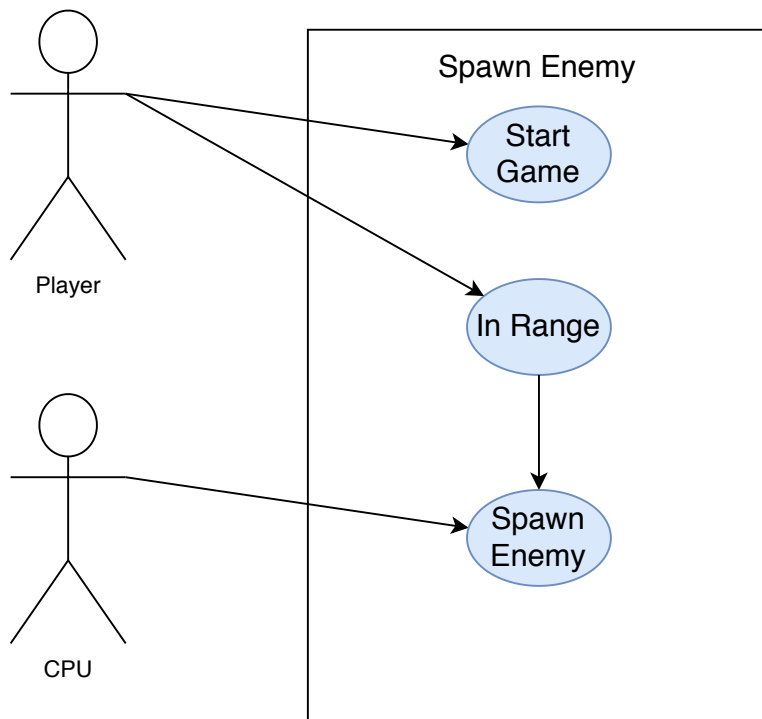 Spawn Enemy
Start
Game
Player
In Range
Spawn
Enemy
CPU